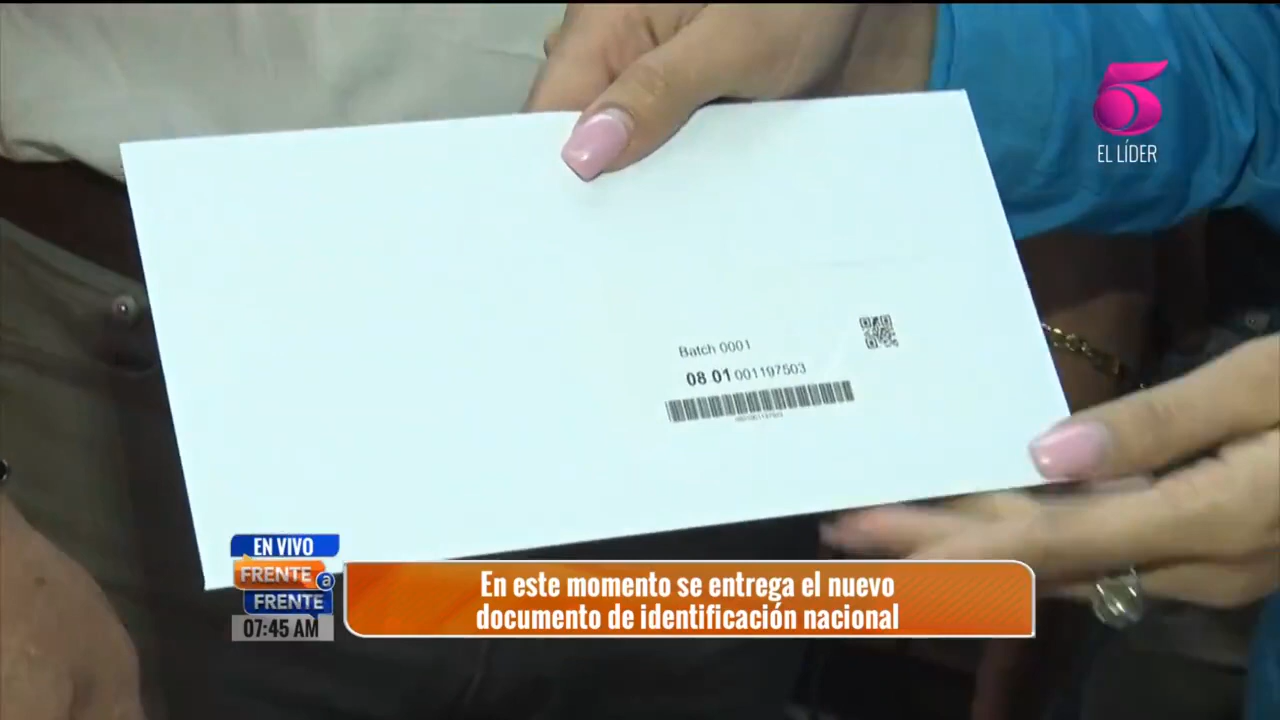 5
EL LÍDER
Batch 0001
08 01 001197503
EN VIVO
FRENTE a
FRENTE
07:45 AM
En este momento se entrega el nuevo
documento de identificación nacional